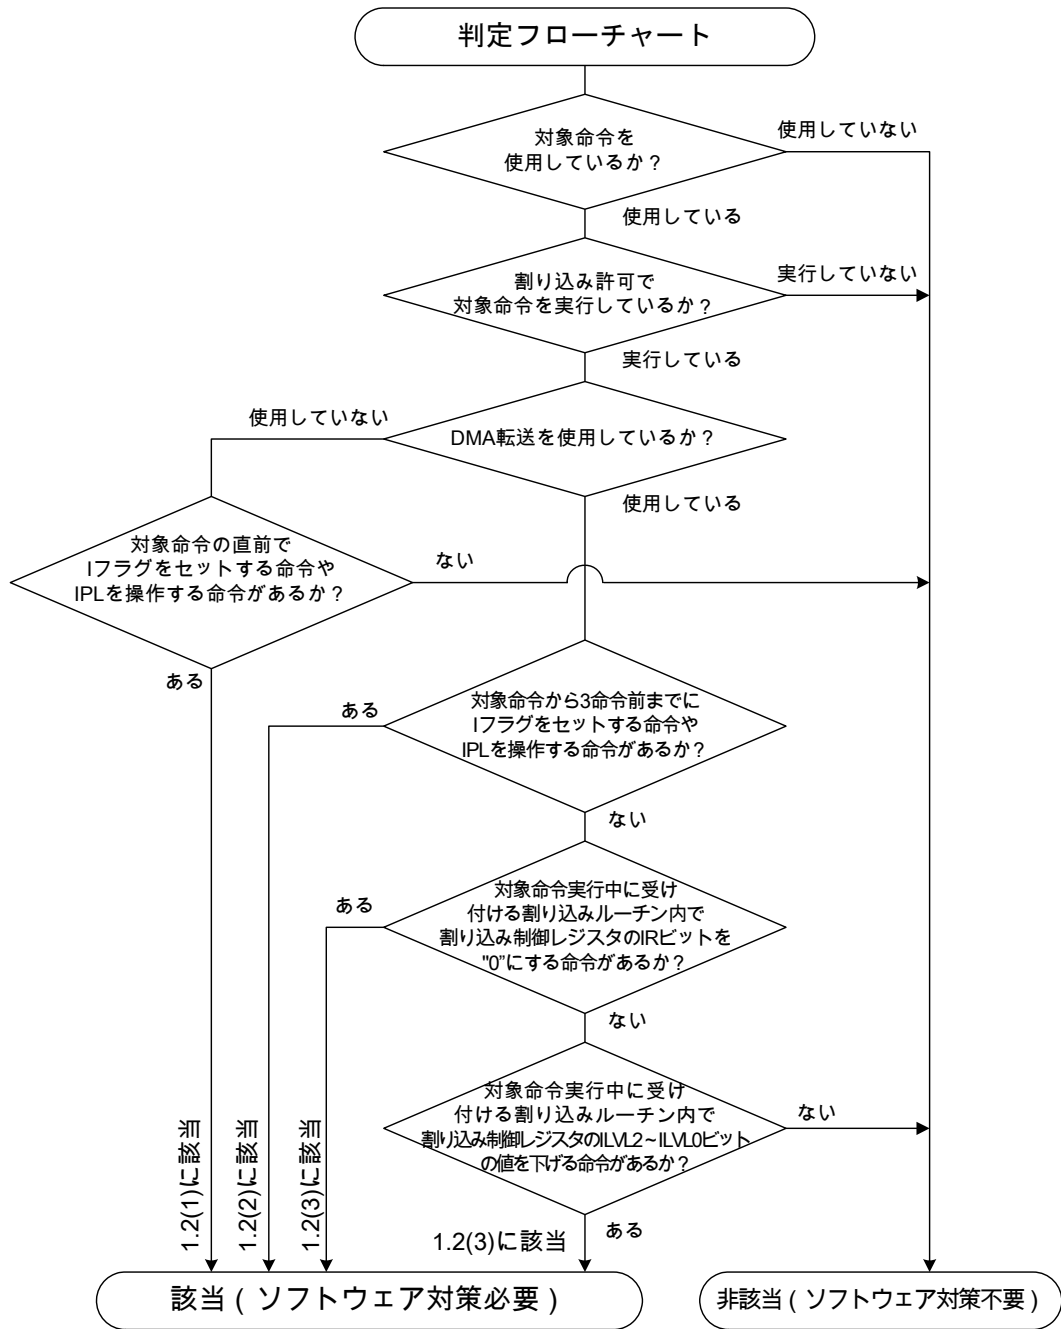 判定フローチャート
対象命令を
使用しているか？
使用していない
使用している
割り込み許可で
対象命令を実行しているか？
実行していない
実行している
使用していない
DMA転送を使用しているか？
使用している
対象命令の直前で
Iフラグをセットする命令や
IPLを操作する命令があるか？
ない
ある
対象命令から3命令前までに
Iフラグをセットする命令や
IPLを操作する命令があるか？
ある
ない
対象命令実行中に受け
付ける割り込みルーチン内で
割り込み制御レジスタのIRビットを
"0"にする命令があるか？
ある
ない
対象命令実行中に受け
付ける割り込みルーチン内で
割り込み制御レジスタのILVL2～ILVL0ビット
の値を下げる命令があるか？
ない
ある
1.2(1)に該当
1.2(2)に該当
1.2(3)に該当
1.2(3)に該当
該当（ソフトウェア対策必要）
非該当（ソフトウェア対策不要）